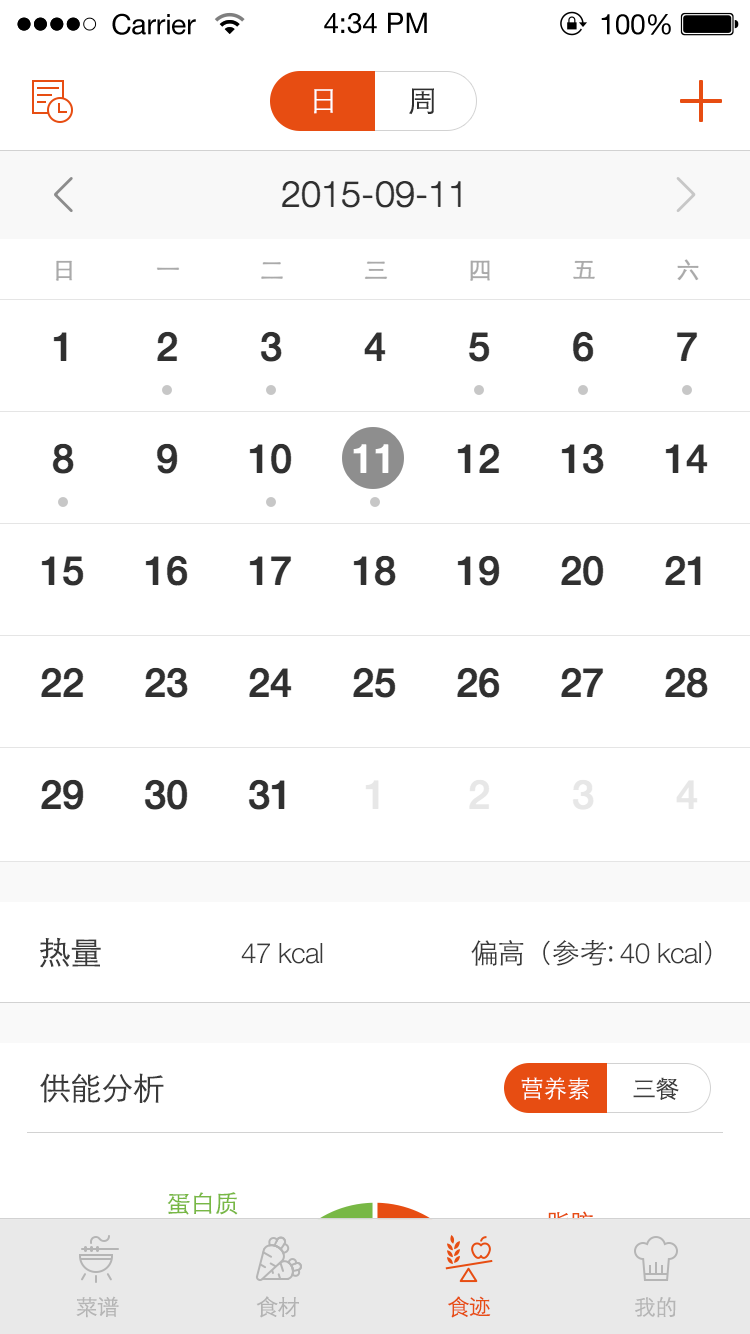 Carrier 4:34 PM 100%
日 周
2015-09-11
日 一 二 三 四 五 六
1 2 3 4 5 6 7
8 9 10 11 12 13 14
15 16 17 18 19 20 21
22 23 24 25 26 27 28
29 30 31 1 2 3 4
热量 47 kcal 偏高（参考: 40 kcal）
供能分析 营养素 三餐
蛋白质
菜谱 食材 食迹 我的